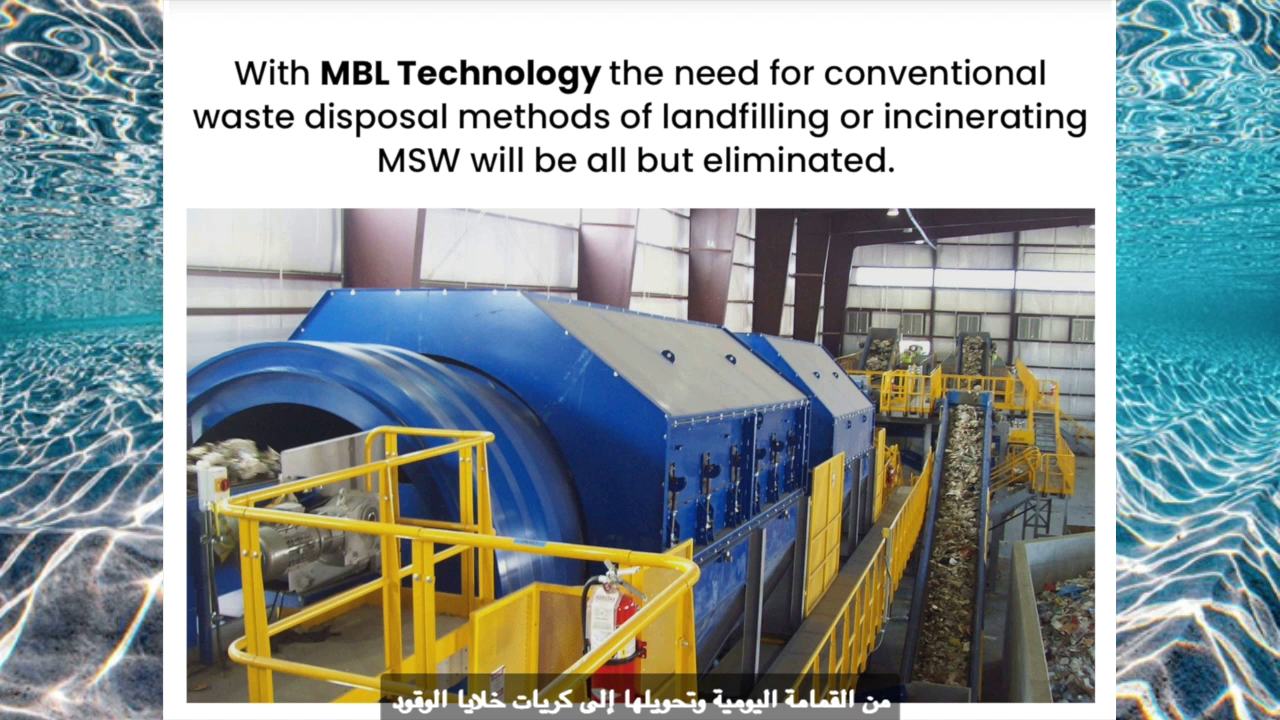 With MBL Technology the need for conventional
waste disposal methods of landfilling or incinerating
MSW will be all but eliminated.
من القمامة اليومية وتحويلها إلى كريات خلايا الوقود